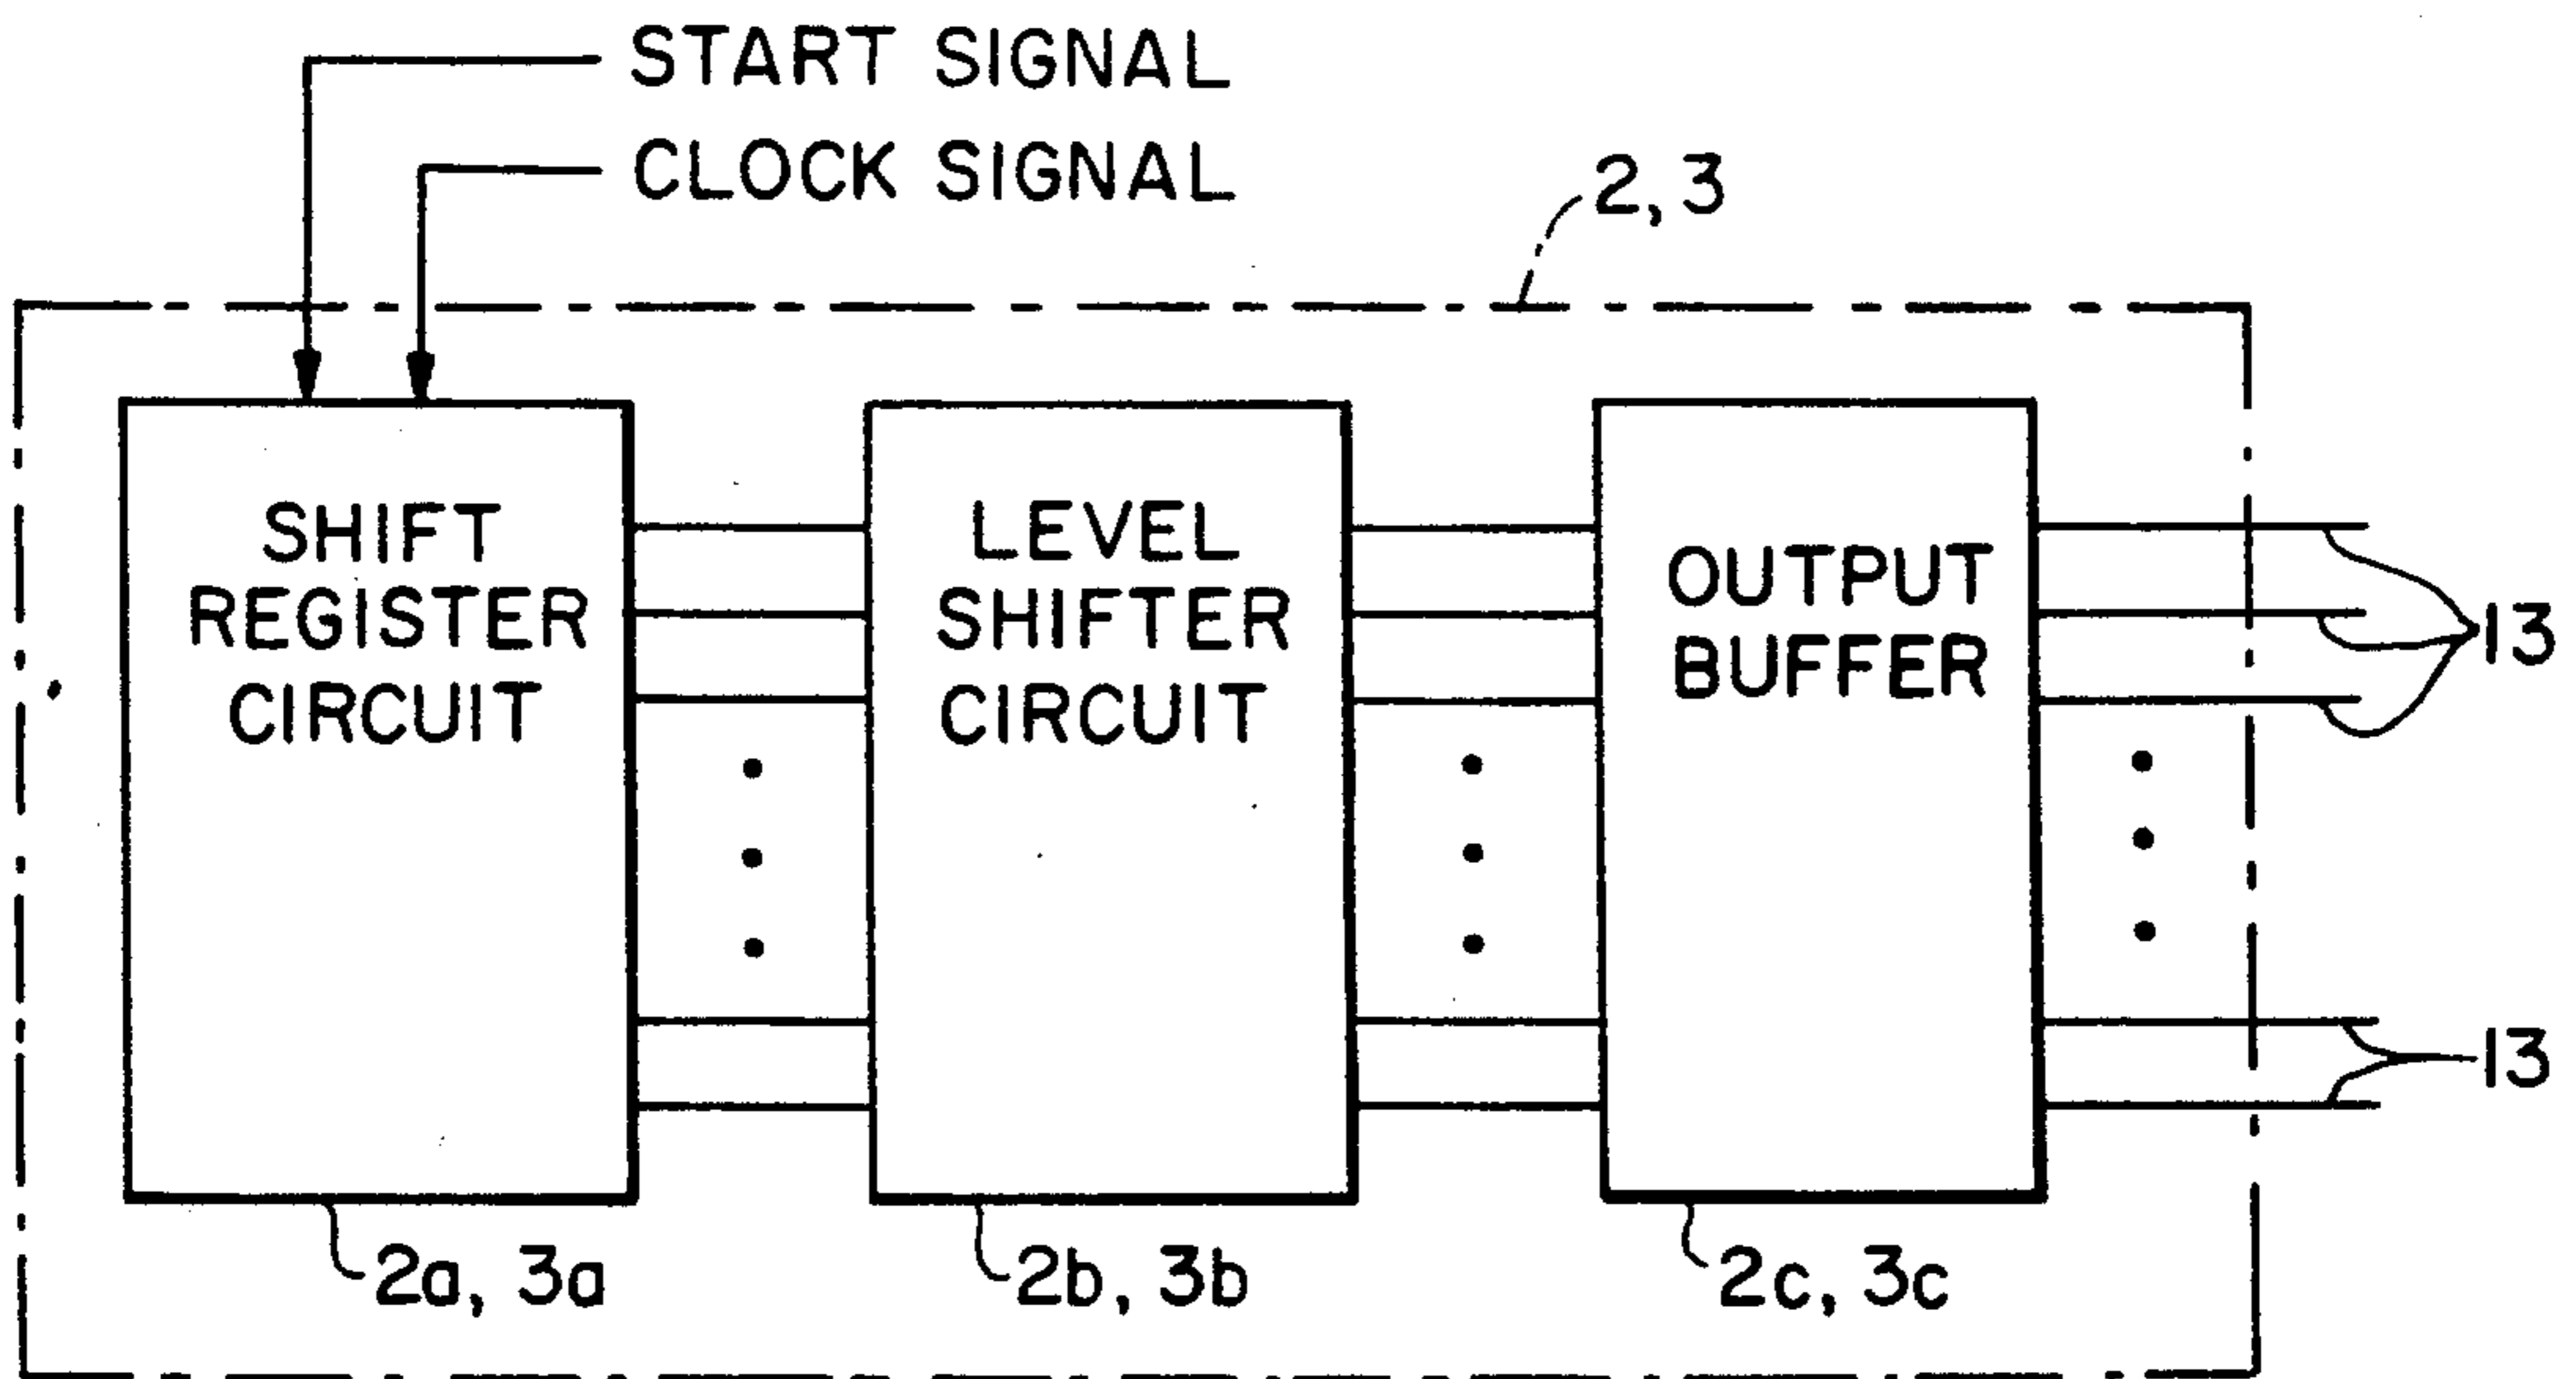 START SIGNAL
CLOCK SIGNAL
2, 3
SHIFT
REGISTER
CIRCUIT
LEVEL
SHIFTER
CIRCUIT
OUTPUT
BUFFER
13
13
2a, 3a
2b, 3b
2c, 3c